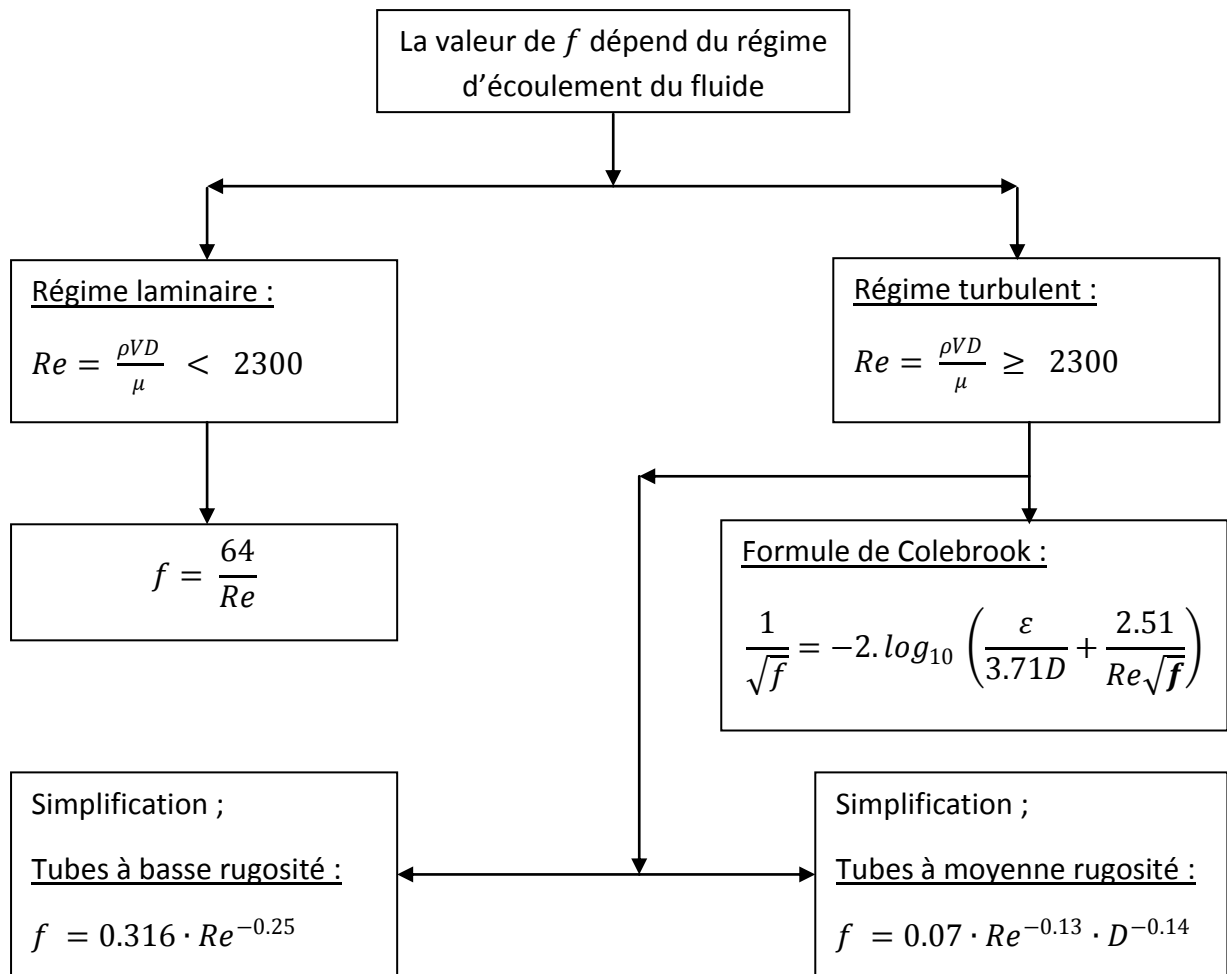 La valeur de f dépend du régime
d'écoulement du fluide
Régime laminaire :
Re = ρVD/μ < 2300
Régime turbulent :
Re = ρVD/μ ≥ 2300
f = 64/Re
Formule de Colebrook :
1/√f = −2. log₁₀ (ε/3.71D + 2.51/Re√f)
Simplification ;
Tubes à basse rugosité :
f = 0.316 · Re^−0.25
Simplification ;
Tubes à moyenne rugosité :
f = 0.07 · Re^−0.13 · D^−0.14